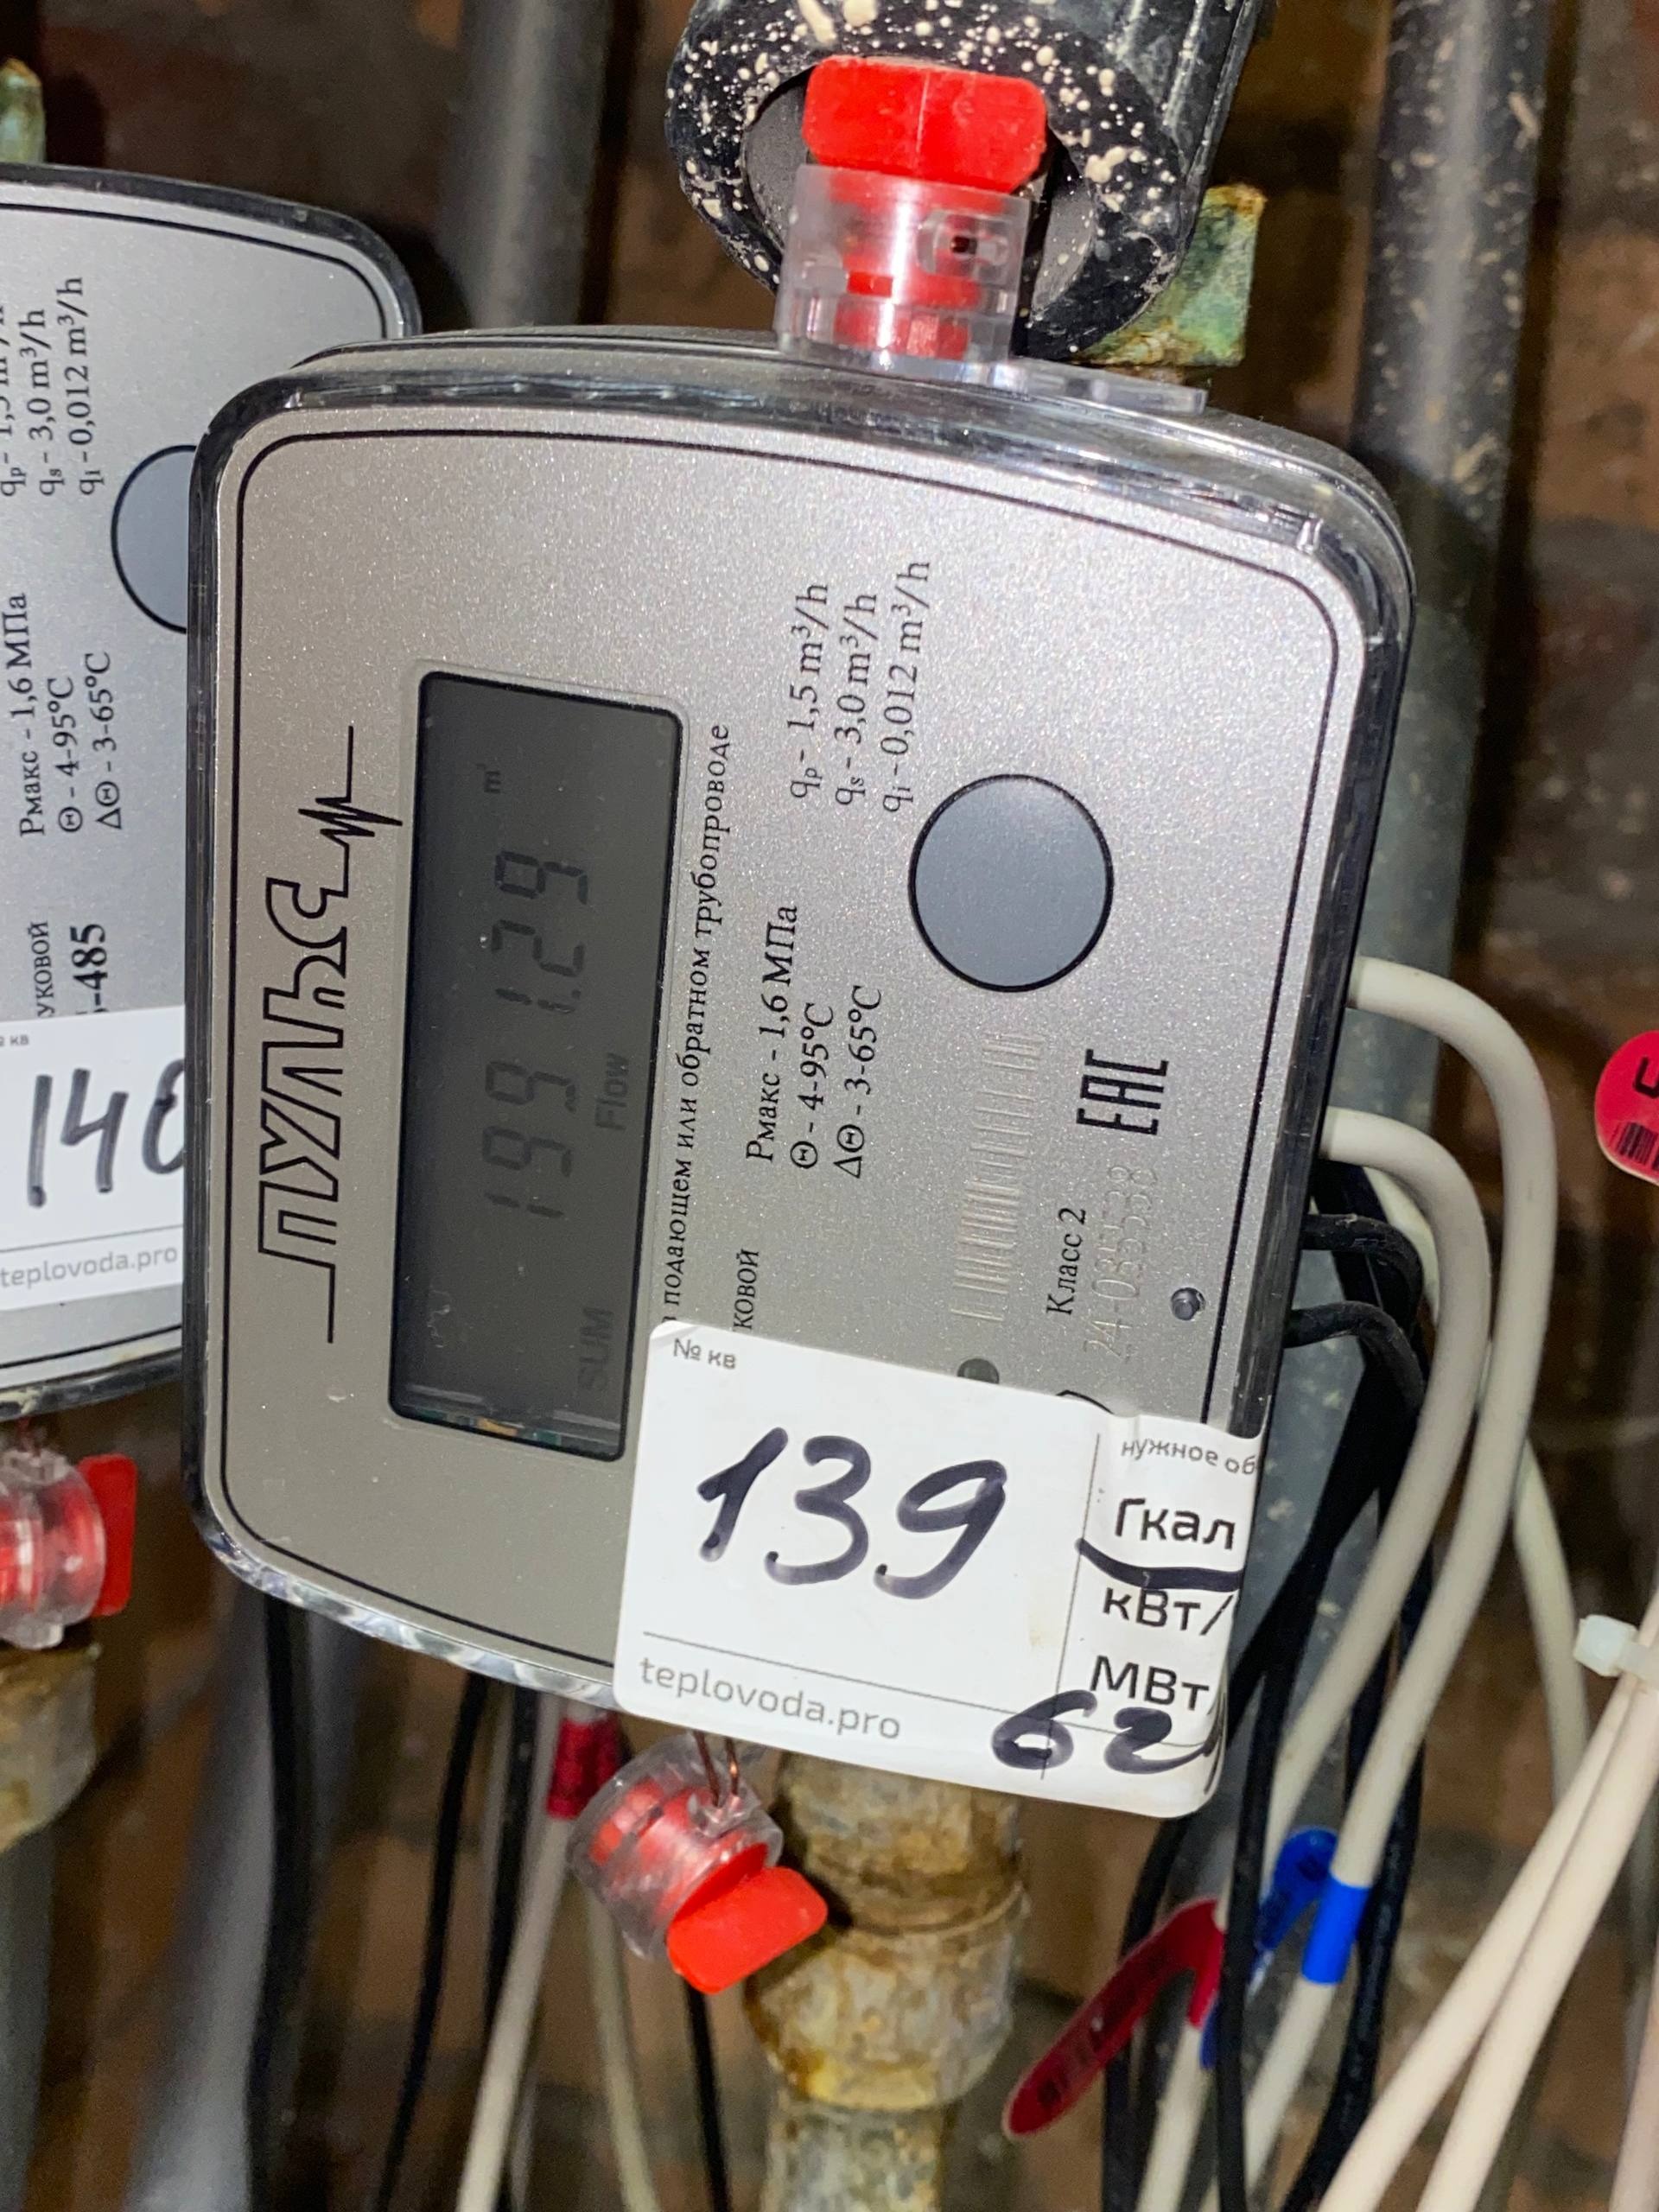 qs - 3,0 m³/h
qi - 0,012 m³/h
Рмакс - 1,6 МПа
Θ - 4-95°C
ΔΘ - 3-65°C
уковой
-485
кв
teplovoda.pro
ПУЛЬС
1991.29 m³
SUM Flow
подающем или обратном трубопроводе
ковой
Рмакс - 1,6 МПа
Θ - 4-95°C
ΔΘ - 3-65°C
qp - 1,5 m³/h
qs - 3,0 m³/h
qi - 0,012 m³/h
Класс 2
EAC
№ кв
139
нужное об
Гкал
кВт/
МВт/
62
teplovoda.pro